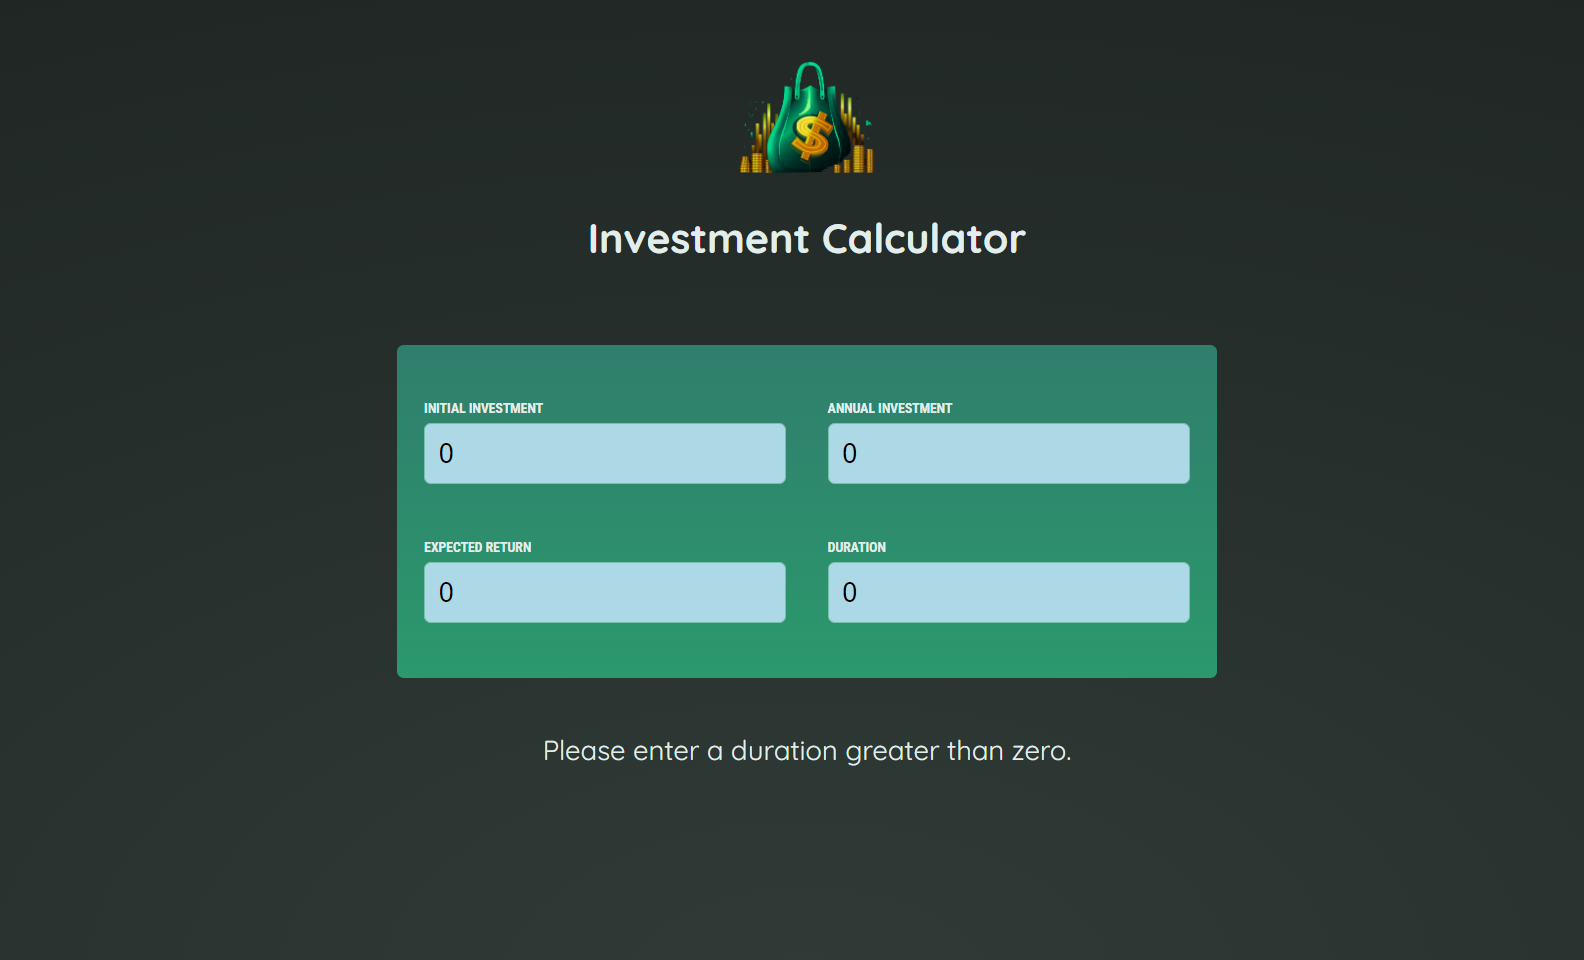 $
Investment Calculator
INITIAL INVESTMENT
ANNUAL INVESTMENT
0
0
EXPECTED RETURN
DURATION
0
0
Please enter a duration greater than zero.